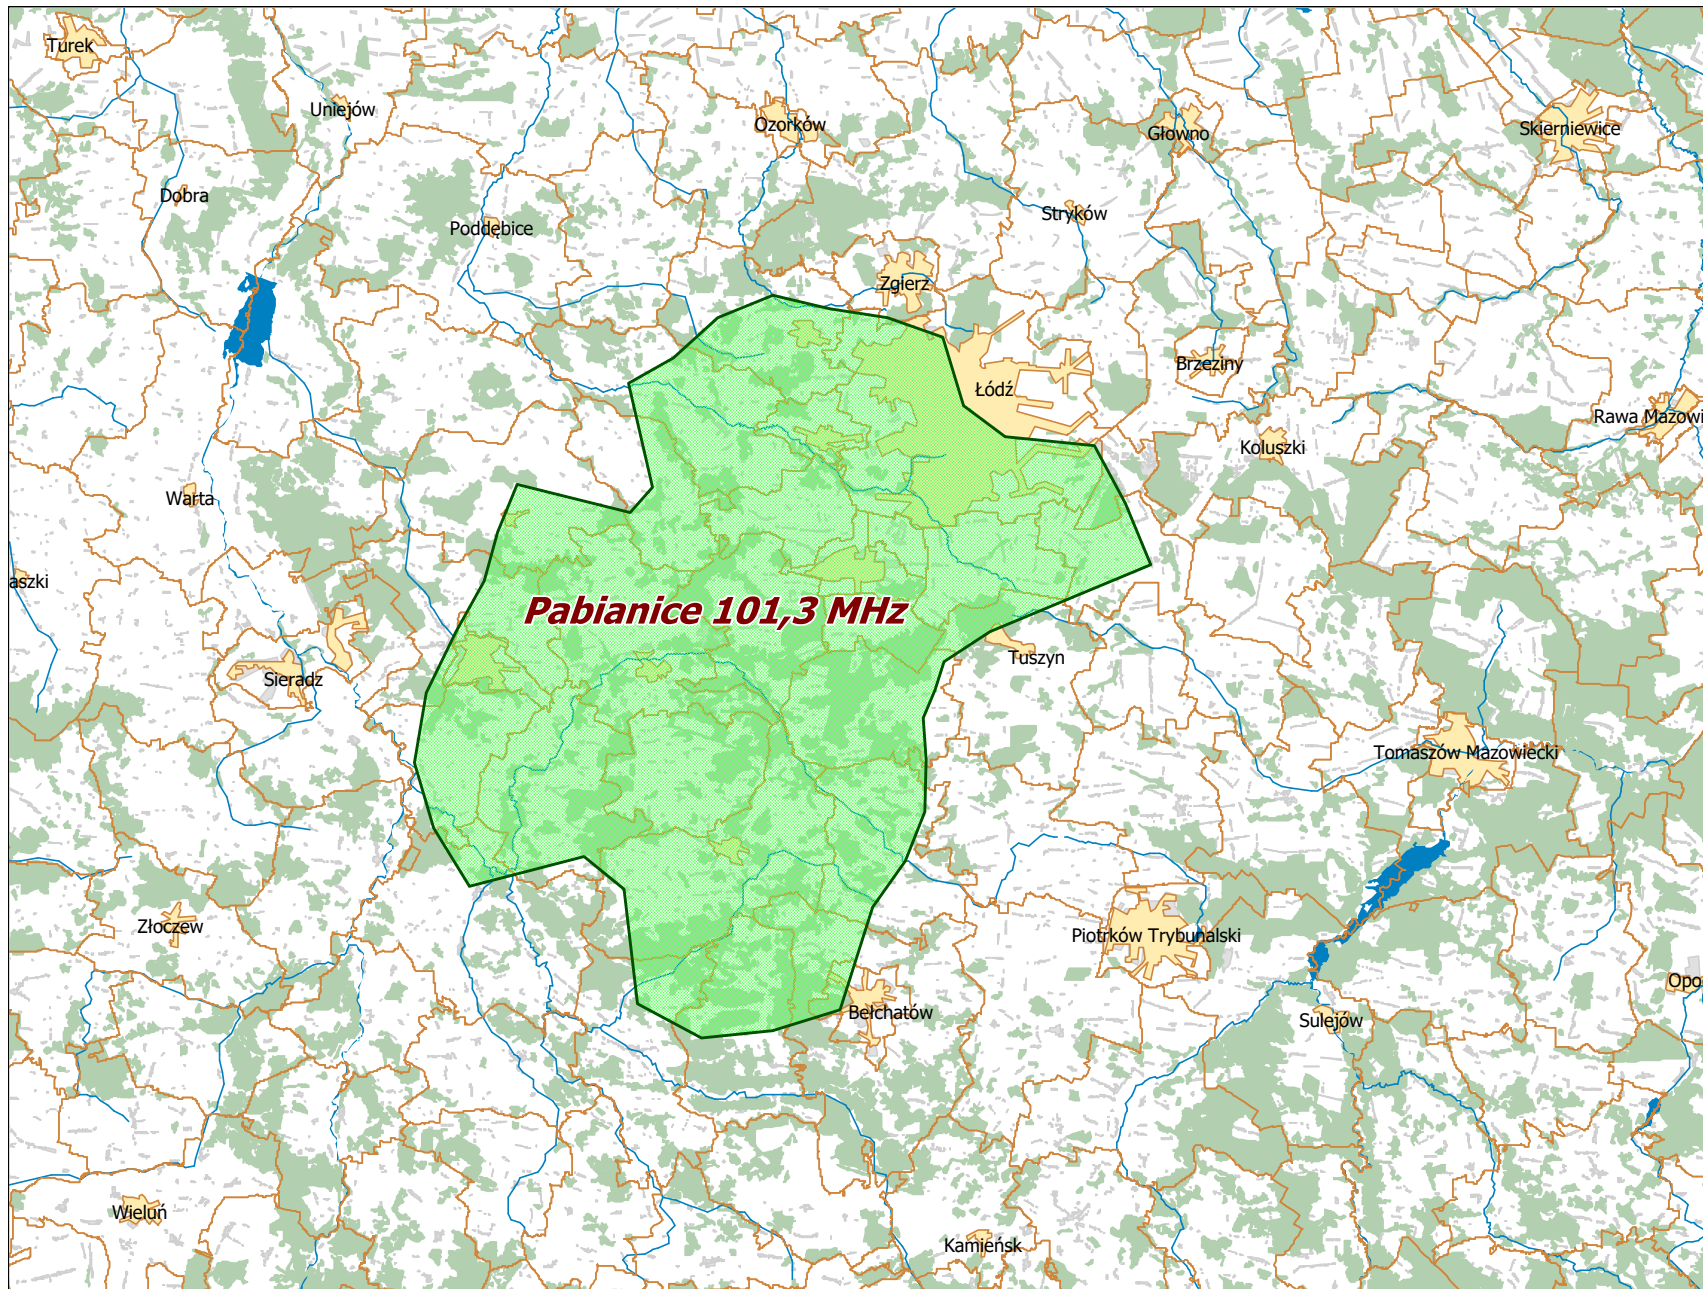 Turek
Uniejów
Ozorków
Głowno
Skierniewice
Dobra
Poddębice
Stryków
Zgierz
Brzeziny
Łódź
Rawa Mazowi
Koluszki
Warta
aszki
Pabianice 101,3 MHz
Tuszyn
Sieradz
Tomaszów Mazowiecki
Złoczew
Piotrków Trybunalski
Opo
Bełchatów
Sulejów
Wieluń
Kamieńsk